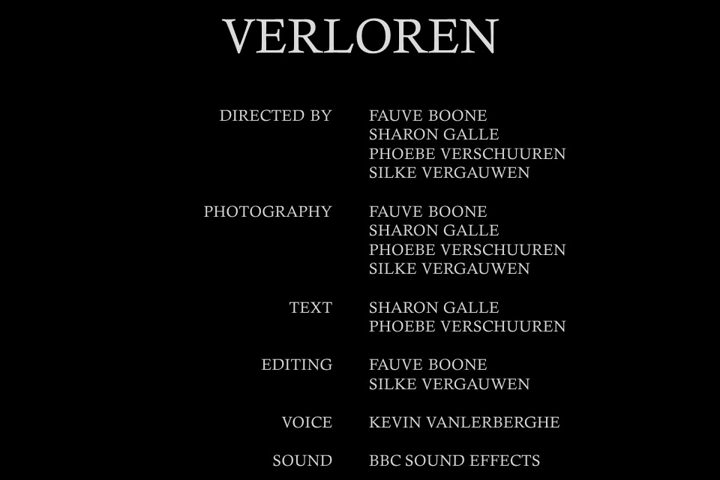 VERLOREN
DIRECTED BY FAUVE BOONE
SHARON GALLE
PHOEBE VERSCHUUREN
SILKE VERGAUWEN
PHOTOGRAPHY FAUVE BOONE
SHARON GALLE
PHOEBE VERSCHUUREN
SILKE VERGAUWEN
TEXT SHARON GALLE
PHOEBE VERSCHUUREN
EDITING FAUVE BOONE
SILKE VERGAUWEN
VOICE KEVIN VANLERBERGHE
SOUND BBC SOUND EFFECTS